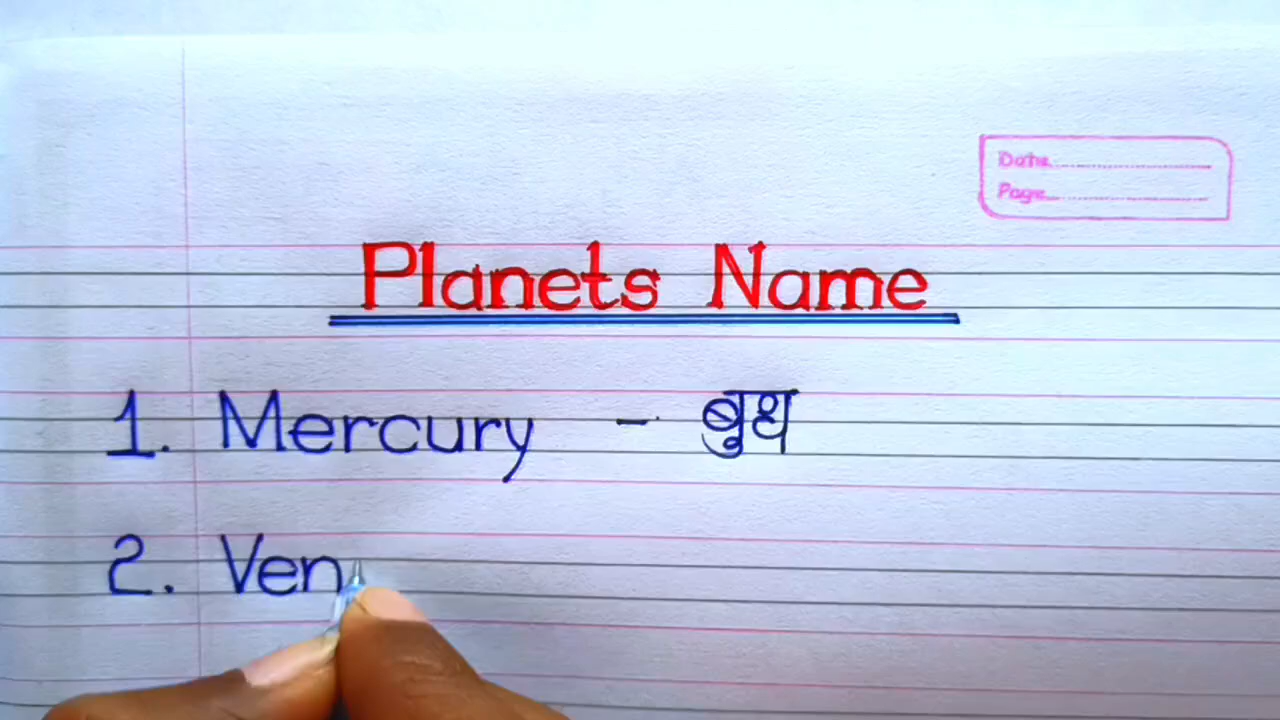 Date
Page
Planets Name
1. Mercury - बुध
2. Ven